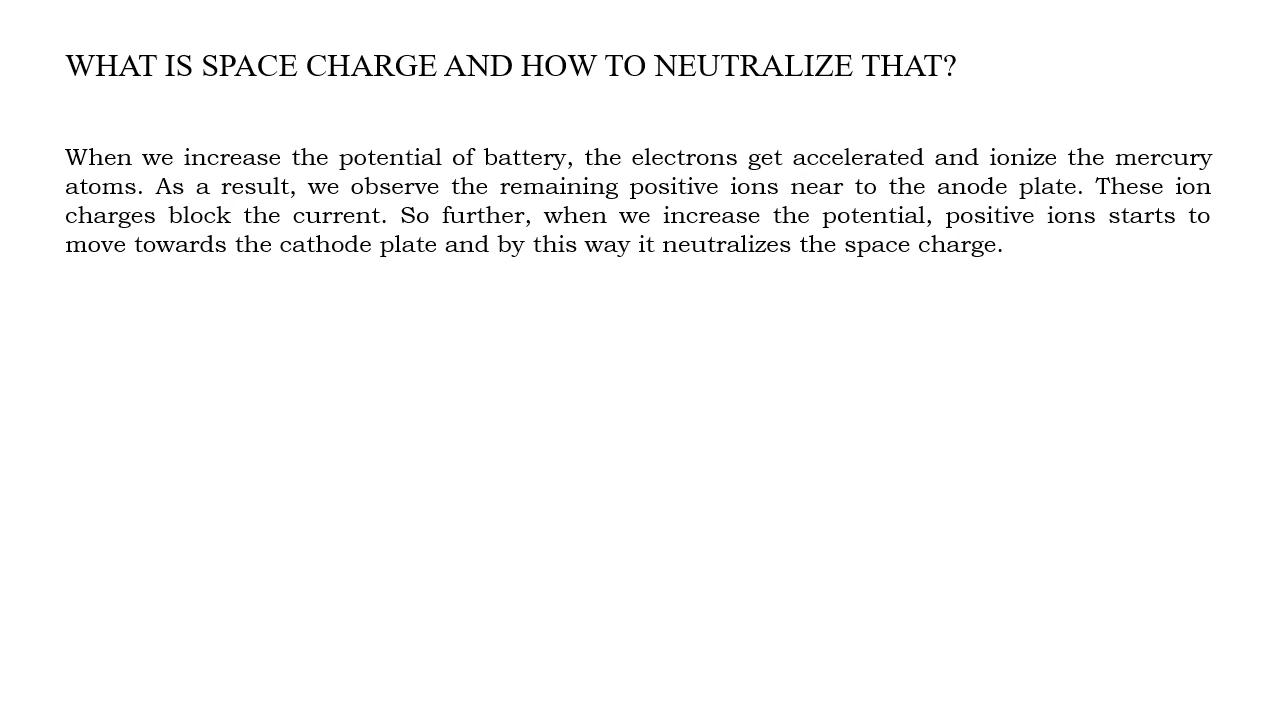 WHAT IS SPACE CHARGE AND HOW TO NEUTRALIZE THAT?
When we increase the potential of battery, the electrons get accelerated and ionize the mercury
atoms. As a result, we observe the remaining positive ions near to the anode plate. These ion
charges block the current. So further, when we increase the potential, positive ions starts to
move towards the cathode plate and by this way it neutralizes the space charge.